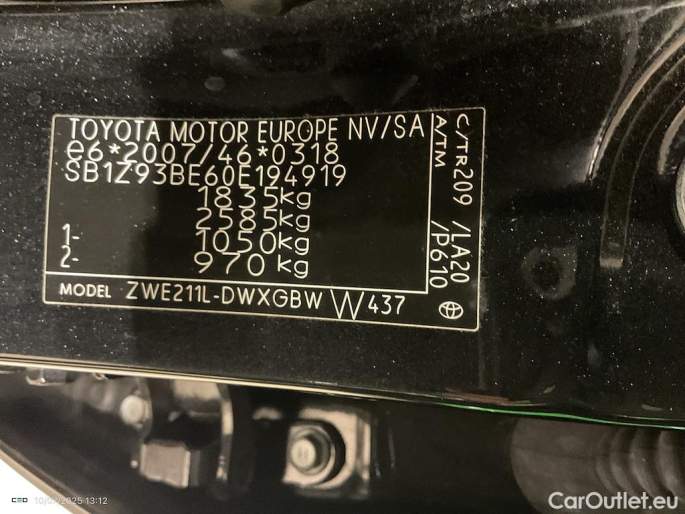 TOYOTA MOTOR EUROPE NV/SA
e6*2007/46*0318
SB1Z93BE60E194919
1835kg
2585kg
1- 1050kg
2- 970kg
MODEL ZWE211L-DWXGBW W437
C/TR209 /LA20
A/TM /P610
13:12
CarOutlet.eu